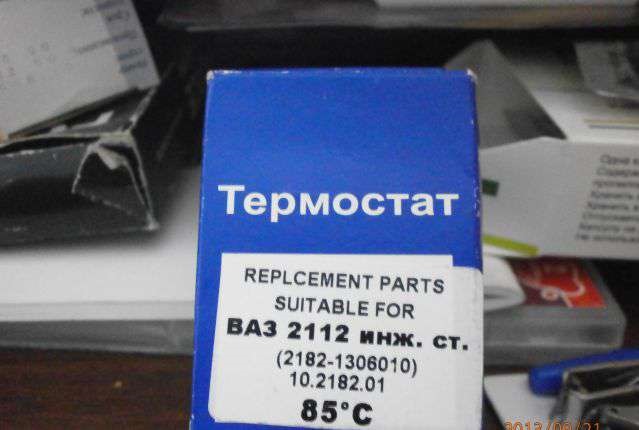 Термостат
REPLCEMENT PARTS
SUITABLE FOR
ВАЗ 2112 инж. ст.
(2182-1306010)
10.2182.01
85°C